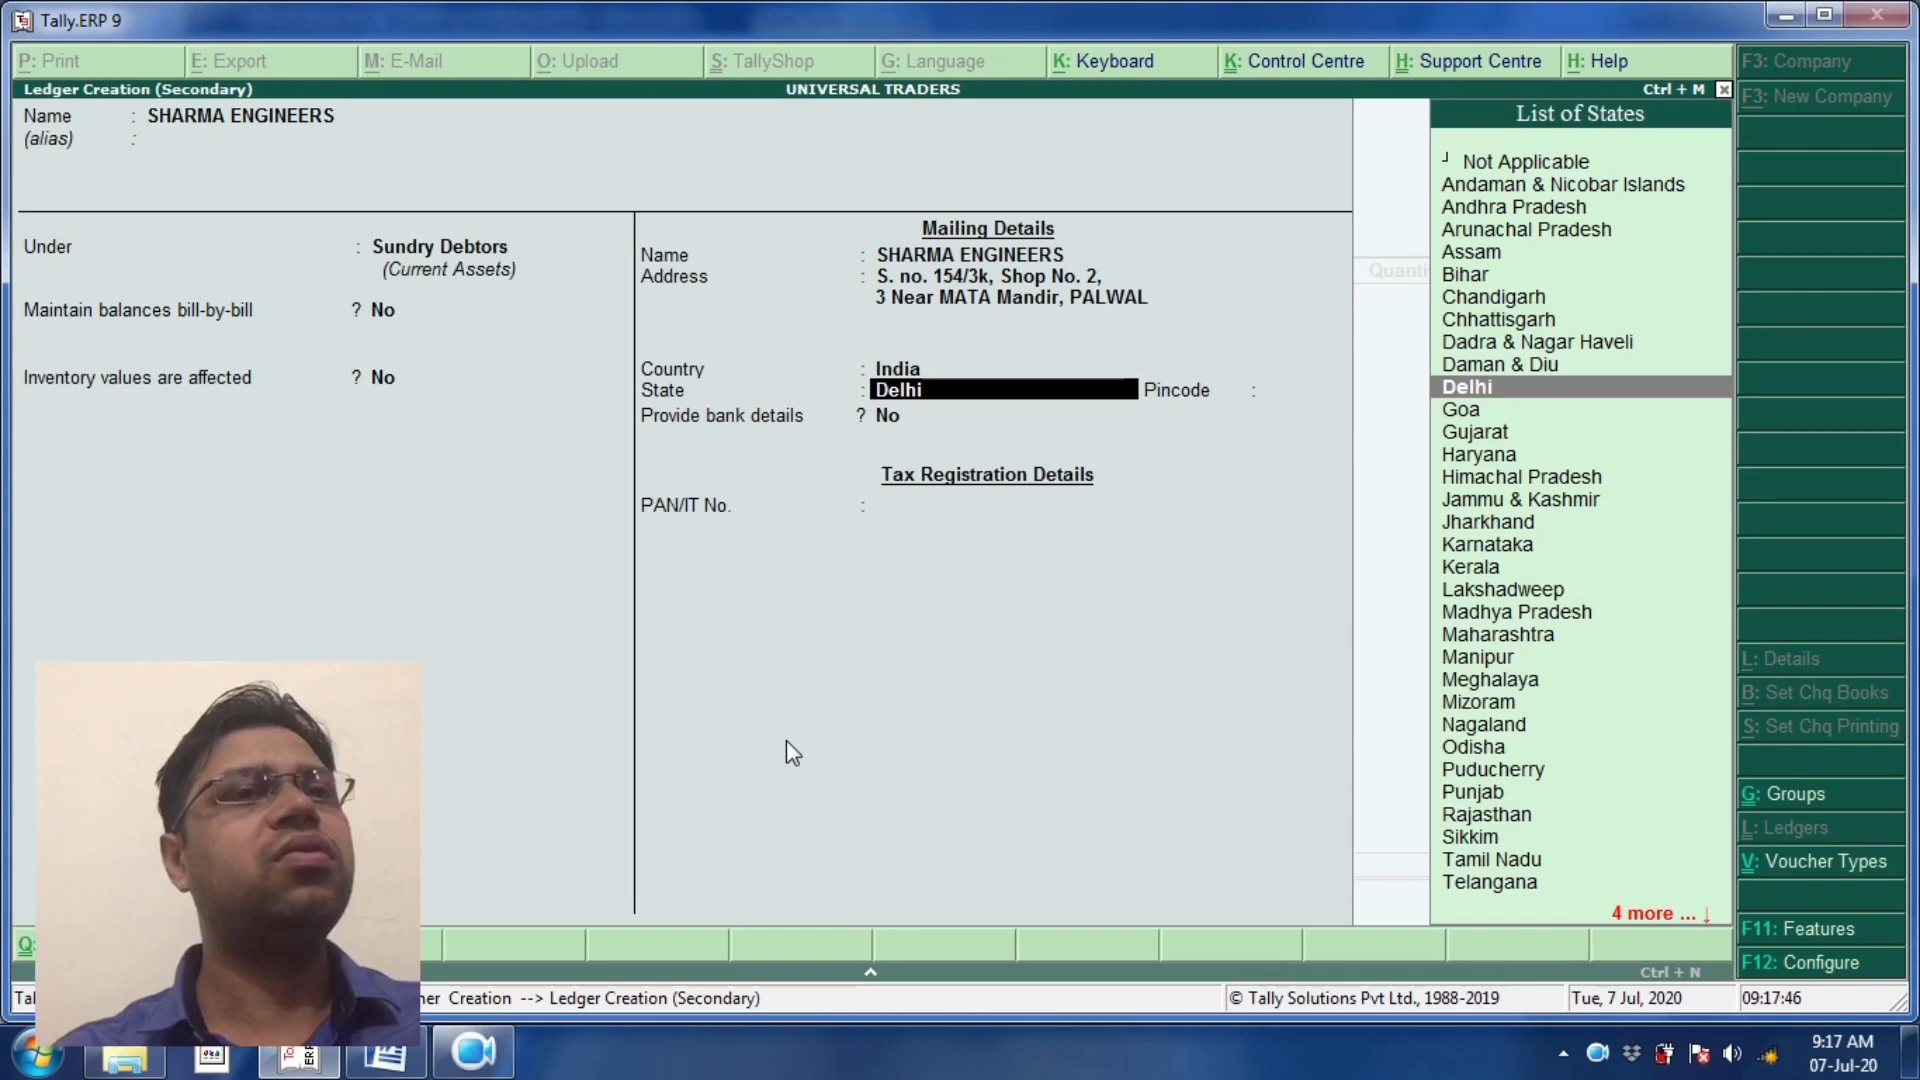 Tally.ERP 9
P: Print
E: Export
M: E-Mail
O: Upload
S: TallyShop
G: Language
K: Keyboard
K: Control Centre
H: Support Centre
H: Help
F3: Company
F3: New Company
Ledger Creation (Secondary)
UNIVERSAL TRADERS
Ctrl + M
Name : SHARMA ENGINEERS
(alias) :
Under : Sundry Debtors
(Current Assets)
Maintain balances bill-by-bill ? No
Inventory values are affected ? No
Mailing Details
Name : SHARMA ENGINEERS
Address : S. no. 154/3k, Shop No. 2,
3 Near MATA Mandir, PALWAL
Country : India
State : Delhi Pincode :
Provide bank details ? No
Tax Registration Details
PAN/IT No. :
Quanti
List of States
Not Applicable
Andaman & Nicobar Islands
Andhra Pradesh
Arunachal Pradesh
Assam
Bihar
Chandigarh
Chhattisgarh
Dadra & Nagar Haveli
Daman & Diu
Delhi
Goa
Gujarat
Haryana
Himachal Pradesh
Jammu & Kashmir
Jharkhand
Karnataka
Kerala
Lakshadweep
Madhya Pradesh
Maharashtra
Manipur
Meghalaya
Mizoram
Nagaland
Odisha
Puducherry
Punjab
Rajasthan
Sikkim
Tamil Nadu
Telangana
4 more ... ↓
L: Details
B: Set Chq Books
S: Set Chq Printing
G: Groups
L: Ledgers
V: Voucher Types
F11: Features
F12: Configure
Q:
Ctrl + N
Tal
her Creation --> Ledger Creation (Secondary)
© Tally Solutions Pvt Ltd., 1988-2019
Tue, 7 Jul, 2020
09:17:46
9:17 AM
07-Jul-20